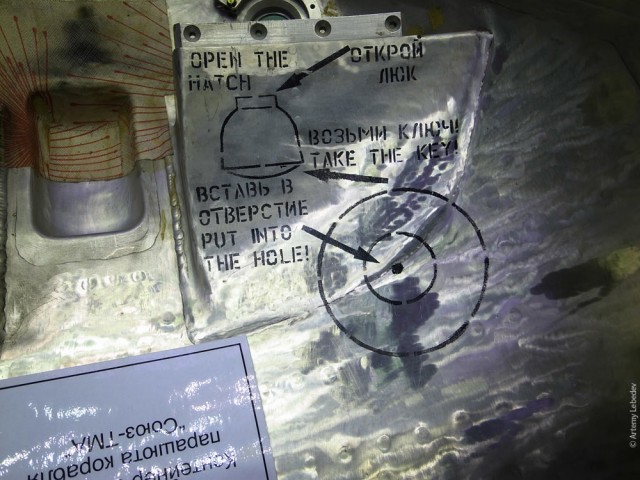 OPEN THE
HATCH
ОТКРОЙ
ЛЮК
ВОЗЬМИ КЛЮЧ!
TAKE THE KEY!
ВСТАВЬ В
ОТВЕРСТИЕ
PUT INTO
THE HOLE!
Контейнер
парашюта корабля
"Союз-ТМА"
© Artemy Lebedev